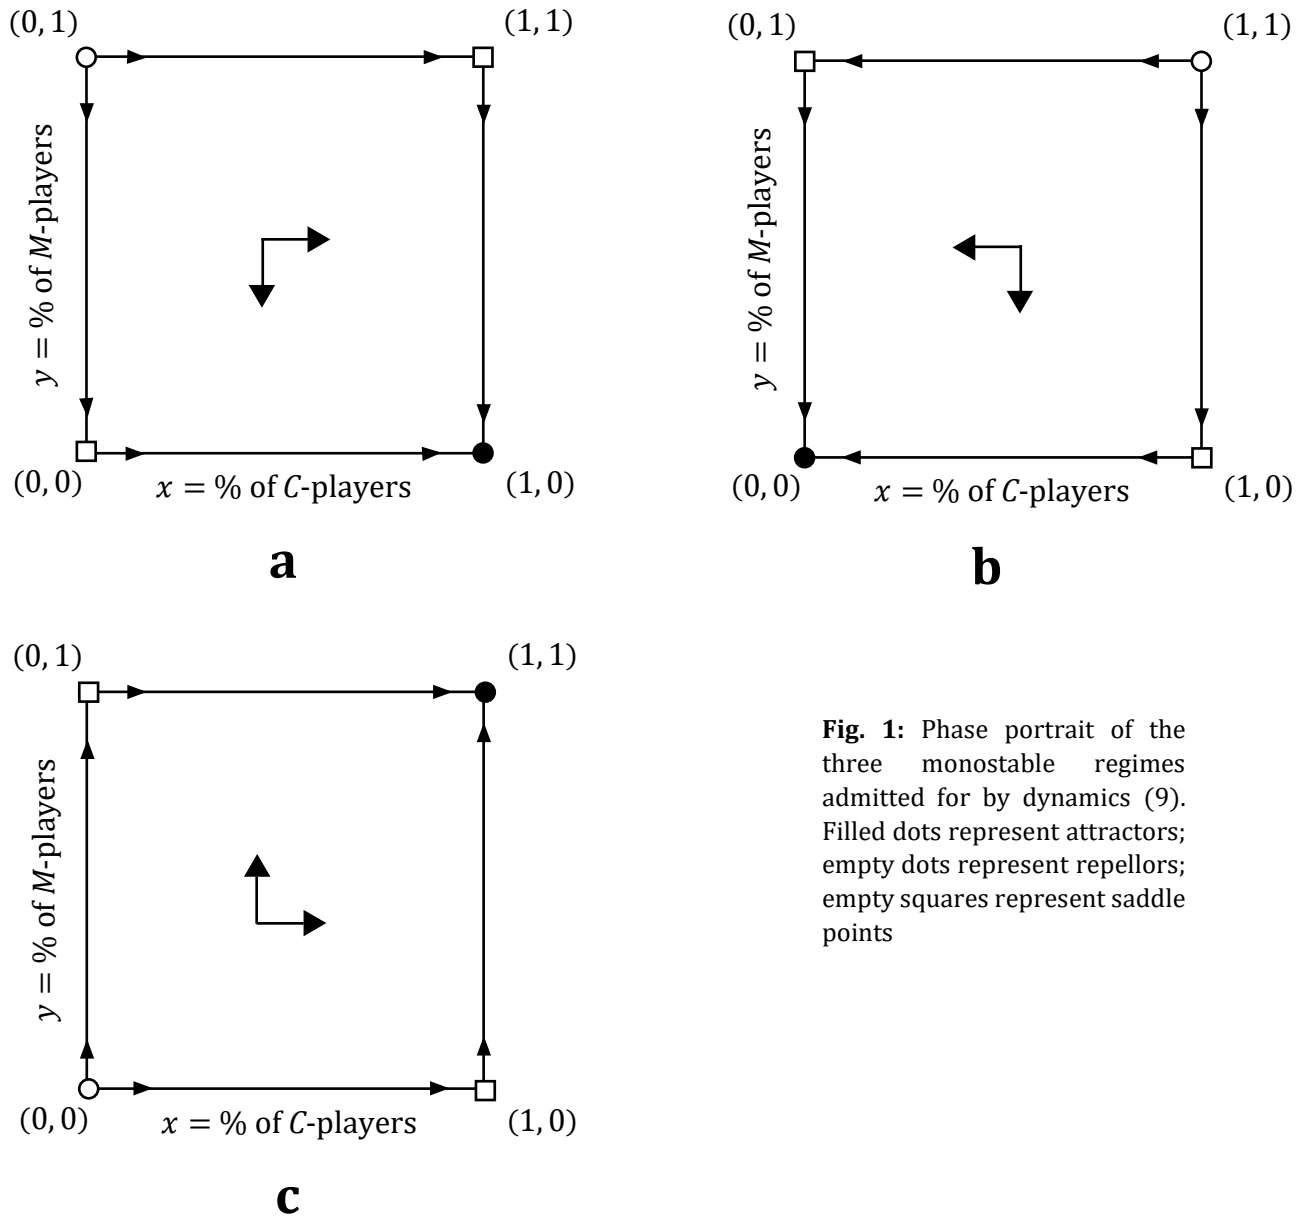 (0, 1)
(1, 1)
y = % of M-players
(0, 0)
x = % of C-players
(1, 0)
a
(0, 1)
(1, 1)
y = % of M-players
(0, 0)
x = % of C-players
(1, 0)
b
(0, 1)
(1, 1)
y = % of M-players
(0, 0)
x = % of C-players
(1, 0)
c
Fig. 1: Phase portrait of the
three monostable regimes
admitted for by dynamics (9).
Filled dots represent attractors;
empty dots represent repellors;
empty squares represent saddle
points